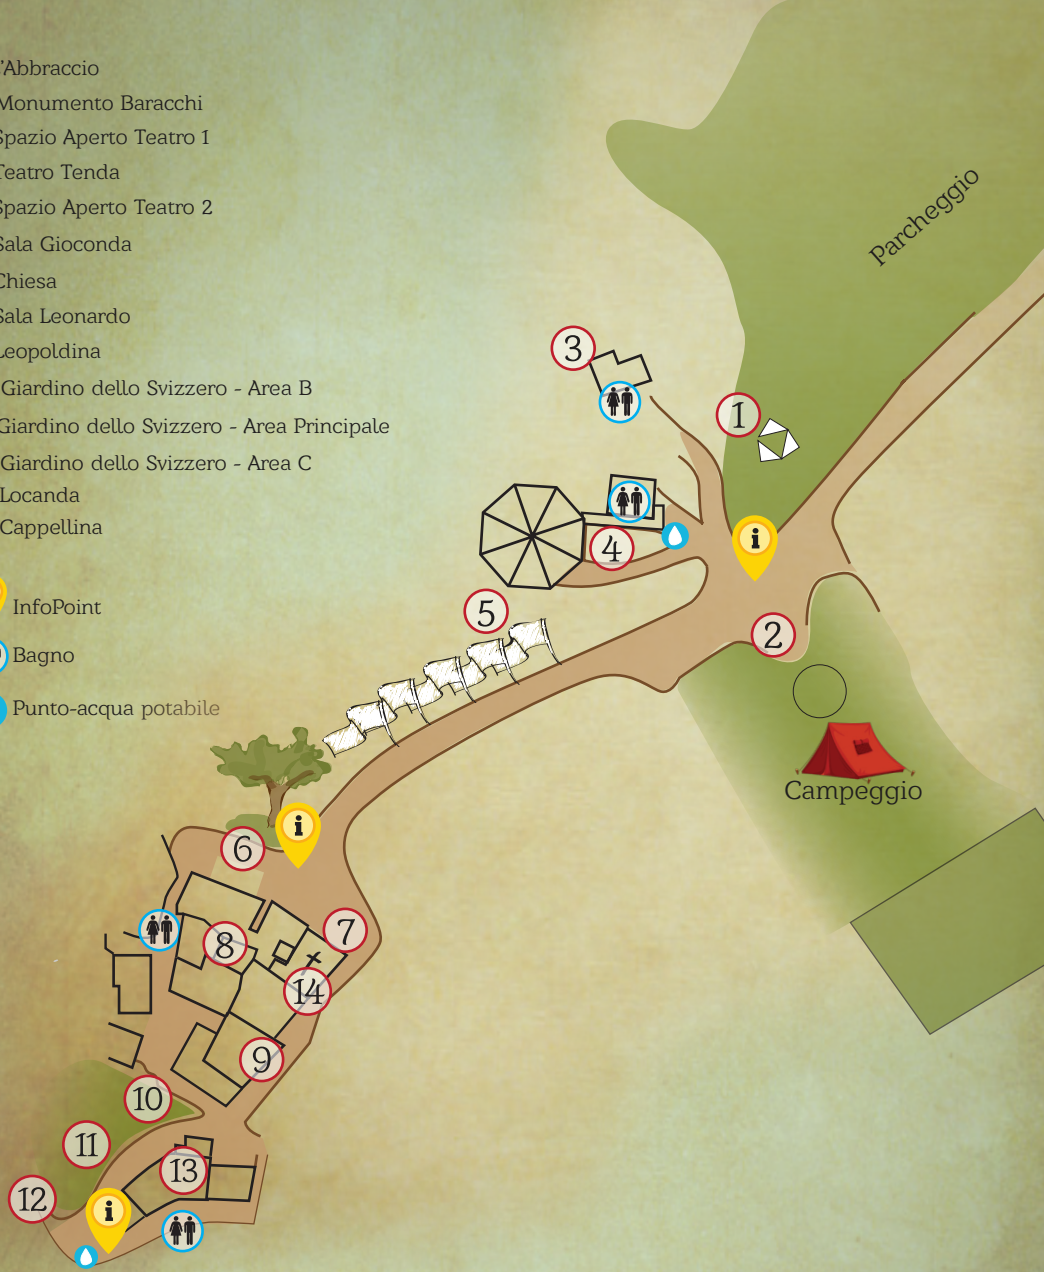 'Abbraccio
Monumento Baracchi
Spazio Aperto Teatro 1
Teatro Tenda
Spazio Aperto Teatro 2
Sala Gioconda
Chiesa
Sala Leonardo
Leopoldina
Giardino dello Svizzero - Area B
Giardino dello Svizzero - Area Principale
Giardino dello Svizzero - Area C
Locanda
Cappellina
InfoPoint
Bagno
Punto-acqua potabile
Parcheggio
3
1
i
4
5
2
Campeggio
i
6
7
8
14
9
10
11
13
12
i